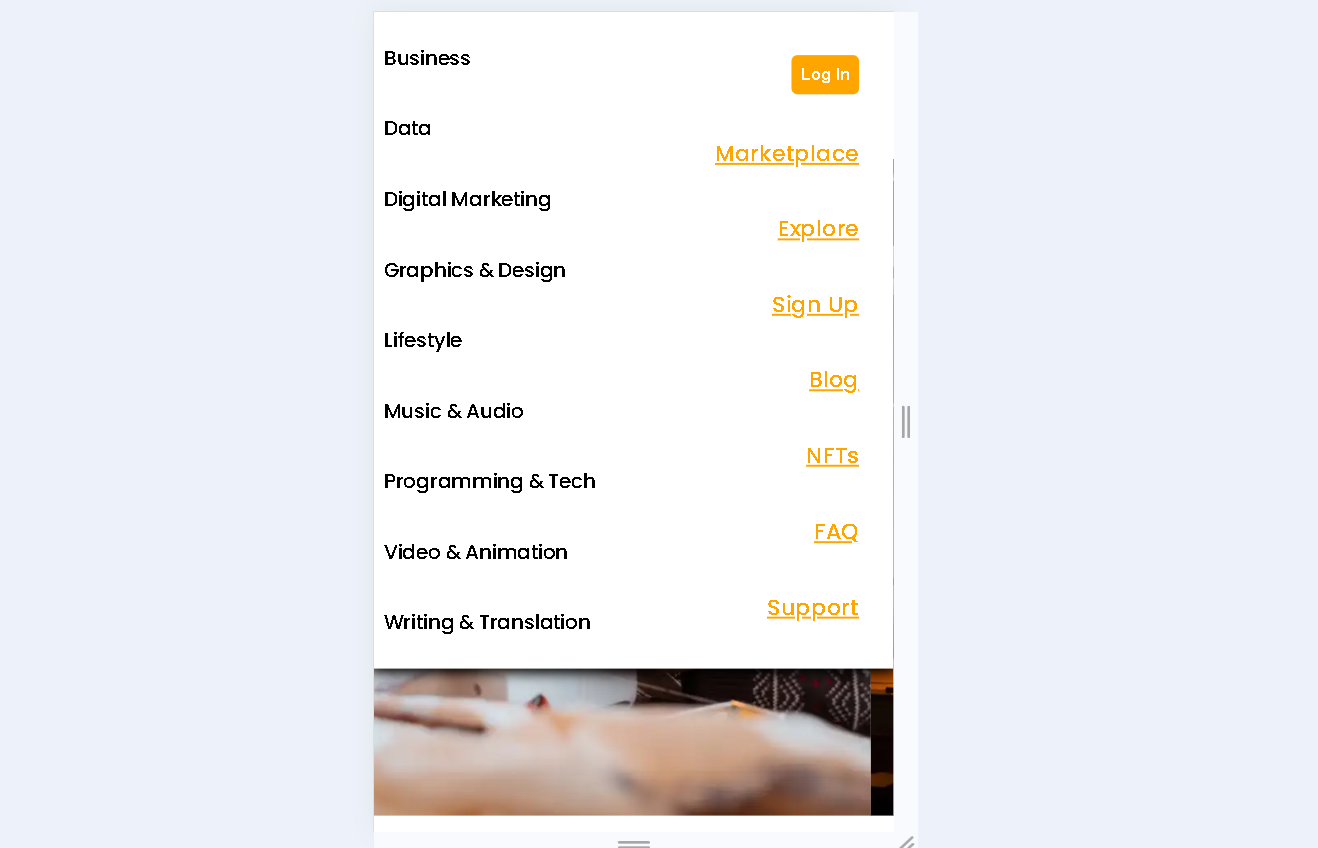 Business
Data
Digital Marketing
Graphics & Design
Lifestyle
Music & Audio
Programming & Tech
Video & Animation
Writing & Translation
Log In
Marketplace
Explore
Sign Up
Blog
NFTs
FAQ
Support